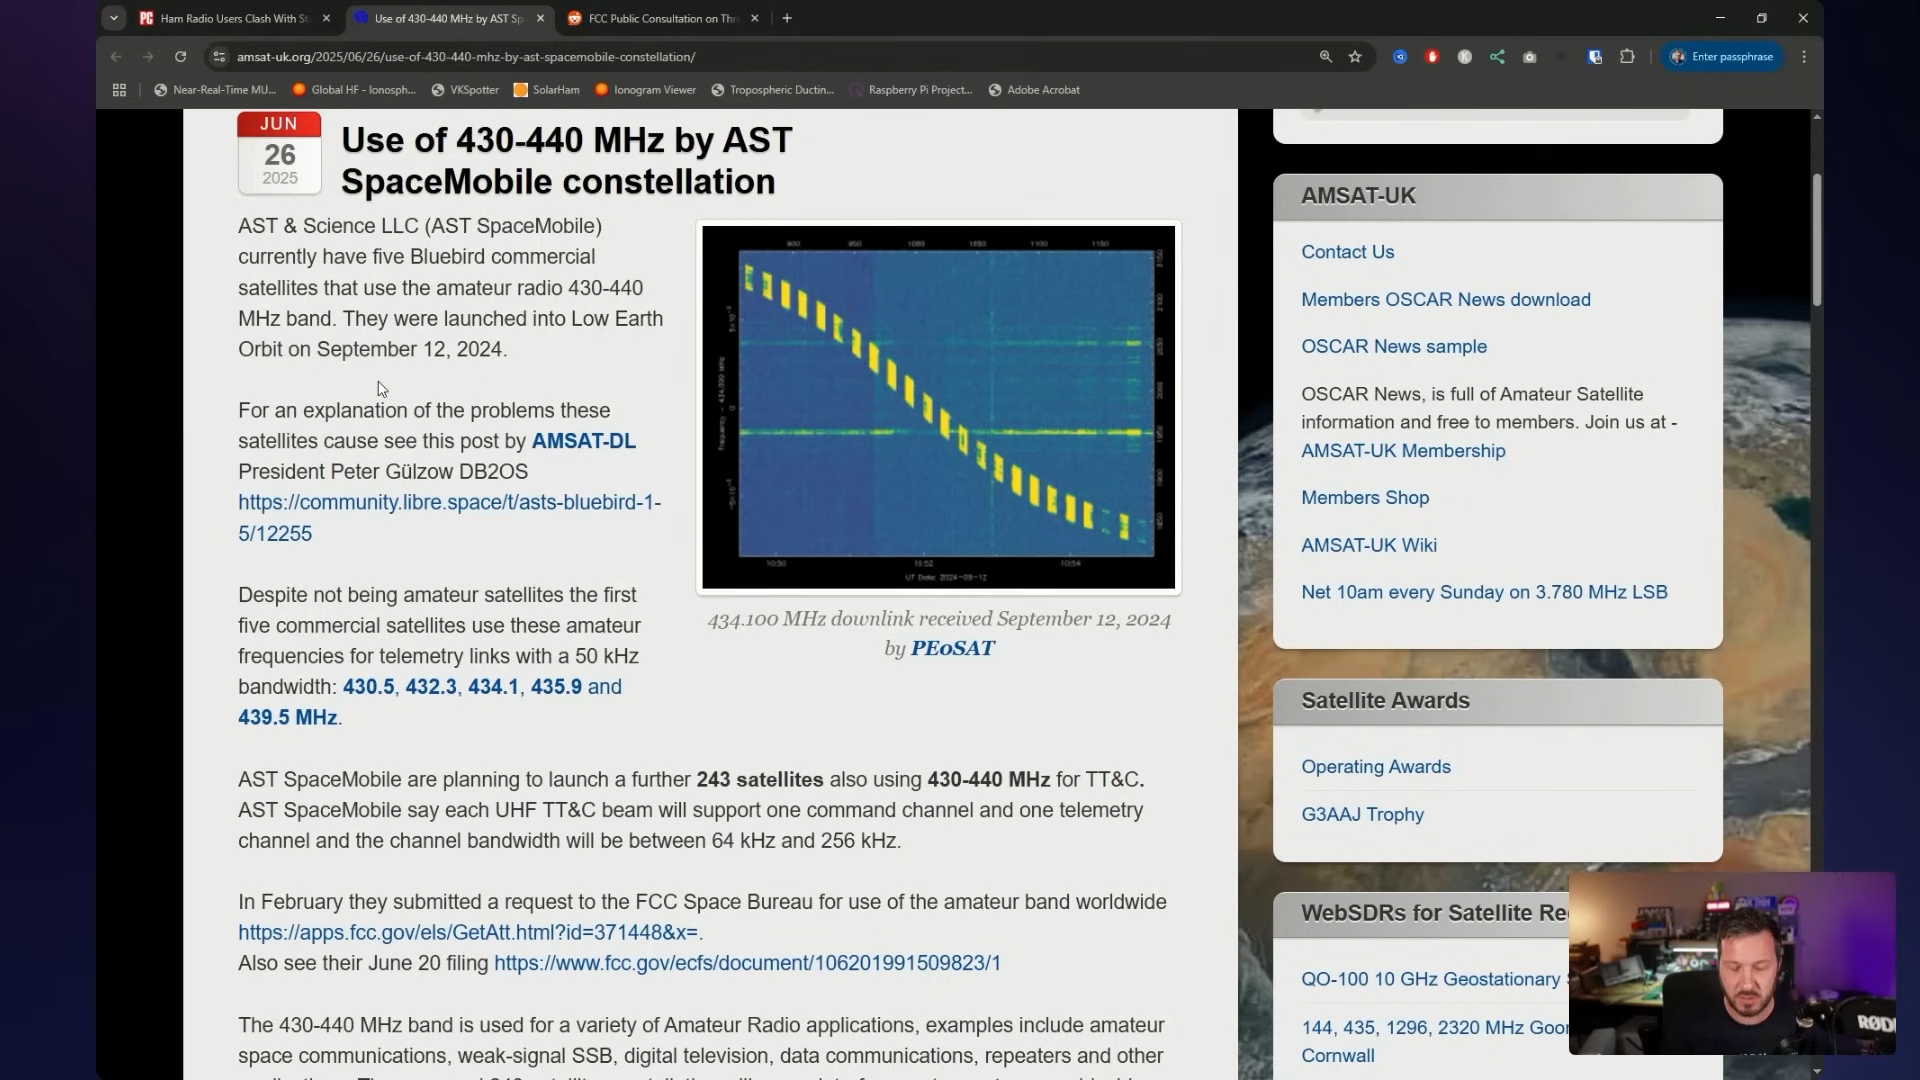 Ham Radio Users Clash With St
Use of 430-440 MHz by AST Sp
FCC Public Consultation on Thr
amsat-uk.org/2025/06/26/use-of-430-440-mhz-by-ast-spacemobile-constellation/
Enter passphrase
Near-Real-Time MU...
Global HF - Ionosph...
VKSpotter
SolarHam
Ionogram Viewer
Tropospheric Ductin...
Raspberry Pi Project...
Adobe Acrobat
JUN
26
2025
Use of 430-440 MHz by AST
SpaceMobile constellation
AST & Science LLC (AST SpaceMobile)
currently have five Bluebird commercial
satellites that use the amateur radio 430-440
MHz band. They were launched into Low Earth
Orbit on September 12, 2024.
For an explanation of the problems these
satellites cause see this post by AMSAT-DL
President Peter Gülzow DB2OS
https://community.libre.space/t/asts-bluebird-1-
5/12255
Despite not being amateur satellites the first
five commercial satellites use these amateur
frequencies for telemetry links with a 50 kHz
bandwidth: 430.5, 432.3, 434.1, 435.9 and
439.5 MHz.
10:50
10:52
10:54
UT Date: 2024-09-12
434.100 MHz downlink received September 12, 2024
by PE0SAT
AST SpaceMobile are planning to launch a further 243 satellites also using 430-440 MHz for TT&C.
AST SpaceMobile say each UHF TT&C beam will support one command channel and one telemetry
channel and the channel bandwidth will be between 64 kHz and 256 kHz.
In February they submitted a request to the FCC Space Bureau for use of the amateur band worldwide
https://apps.fcc.gov/els/GetAtt.html?id=371448&x=.
Also see their June 20 filing https://www.fcc.gov/ecfs/document/106201991509823/1
The 430-440 MHz band is used for a variety of Amateur Radio applications, examples include amateur
space communications, weak-signal SSB, digital television, data communications, repeaters and other
AMSAT-UK
Contact Us
Members OSCAR News download
OSCAR News sample
OSCAR News, is full of Amateur Satellite
information and free to members. Join us at -
AMSAT-UK Membership
Members Shop
AMSAT-UK Wiki
Net 10am every Sunday on 3.780 MHz LSB
Satellite Awards
Operating Awards
G3AAJ Trophy
WebSDRs for Satellite Re
QO-100 10 GHz Geostationary
144, 435, 1296, 2320 MHz Goon
Cornwall
RØDE